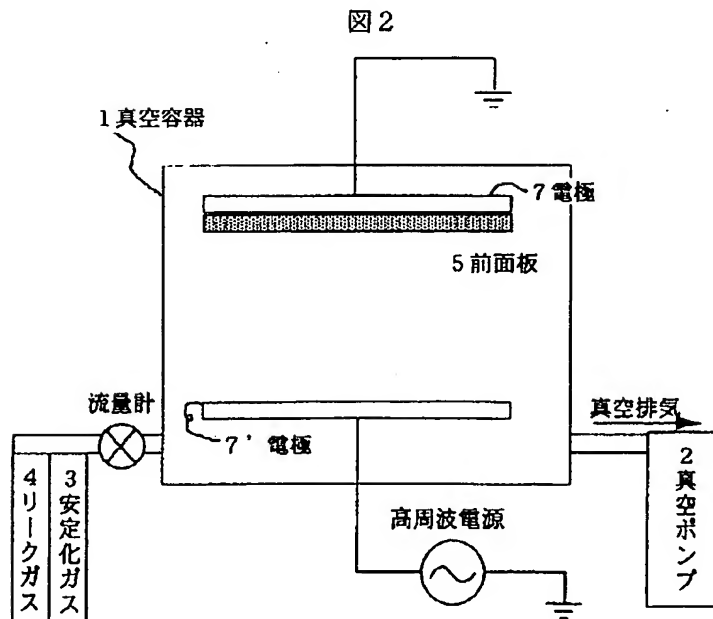 図2
1真空容器
7電極
5前面板
流量計
7'電極
真空排気
4リークガス
3安定化ガス
高周波電源
2真空ポンプ